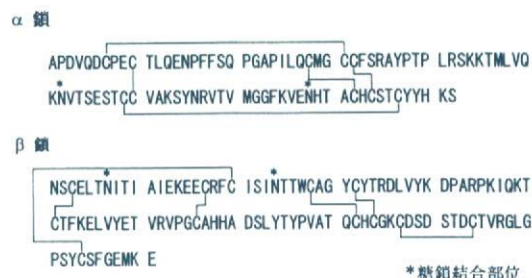 α 鎖
APDVQDCPEC TLQENPFFSQ PGAPILQCMG CCFSRAYPTP LRSKKTMLVQ
* *
KNVTSESTCC VAKSYNRVTV MGGFKVENHT ACHCSTCYYH KS
β 鎖
* *
NSCELTNITI AIEKEECRFC ISINTTWCAG YCYTRDLVYK DPARPKIQKT
CTFKELVYET VRVPGCAHHA DSLYTYPVAT QCHCGKCDSD STDCTVRGLG
PSYCSFGEMK E
*糖鎖結合部位